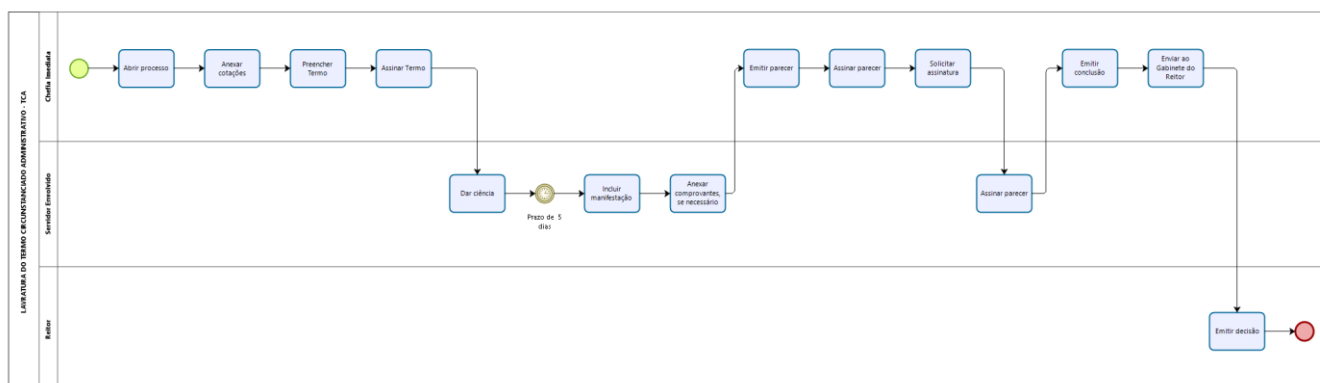 LAVRATURA DO TERMO CIRCUNSTANCIADO ADMINISTRATIVO - TCA
Chefia Imediata
Abrir processo
Anexar
cotações
Preencher
Termo
Assinar Termo
Emitir parecer
Assinar parecer
Solicitar
assinatura
Emitir
conclusão
Enviar ao
Gabinete do
Reitor
Servidor Envolvido
Dar ciência
Prazo de 5
dias
Incluir
manifestação
Anexar
comprovantes,
se necessário
Assinar parecer
Reitor
Emitir decisão